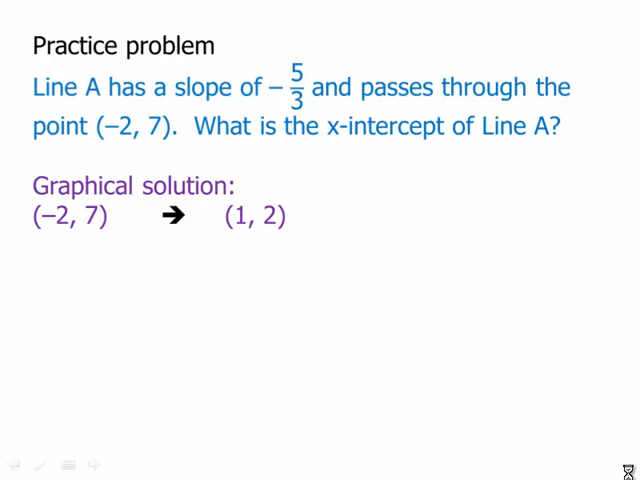 Practice problem
Line A has a slope of – 5/3 and passes through the
point (–2, 7).  What is the x-intercept of Line A?
Graphical solution:
(–2, 7) ➔ (1, 2)